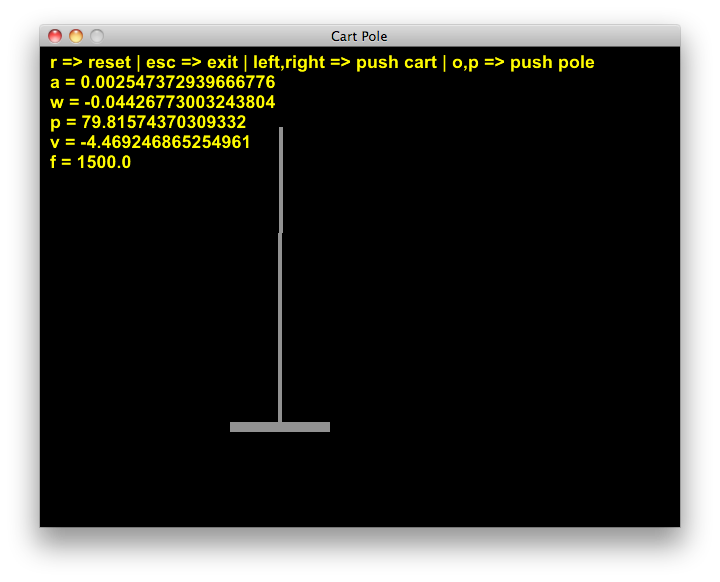 Cart Pole
r => reset | esc => exit | left,right => push cart | o,p => push pole
a = 0.002547372939666776
w = -0.04426773003243804
p = 79.81574370309332
v = -4.469246865254961
f = 1500.0